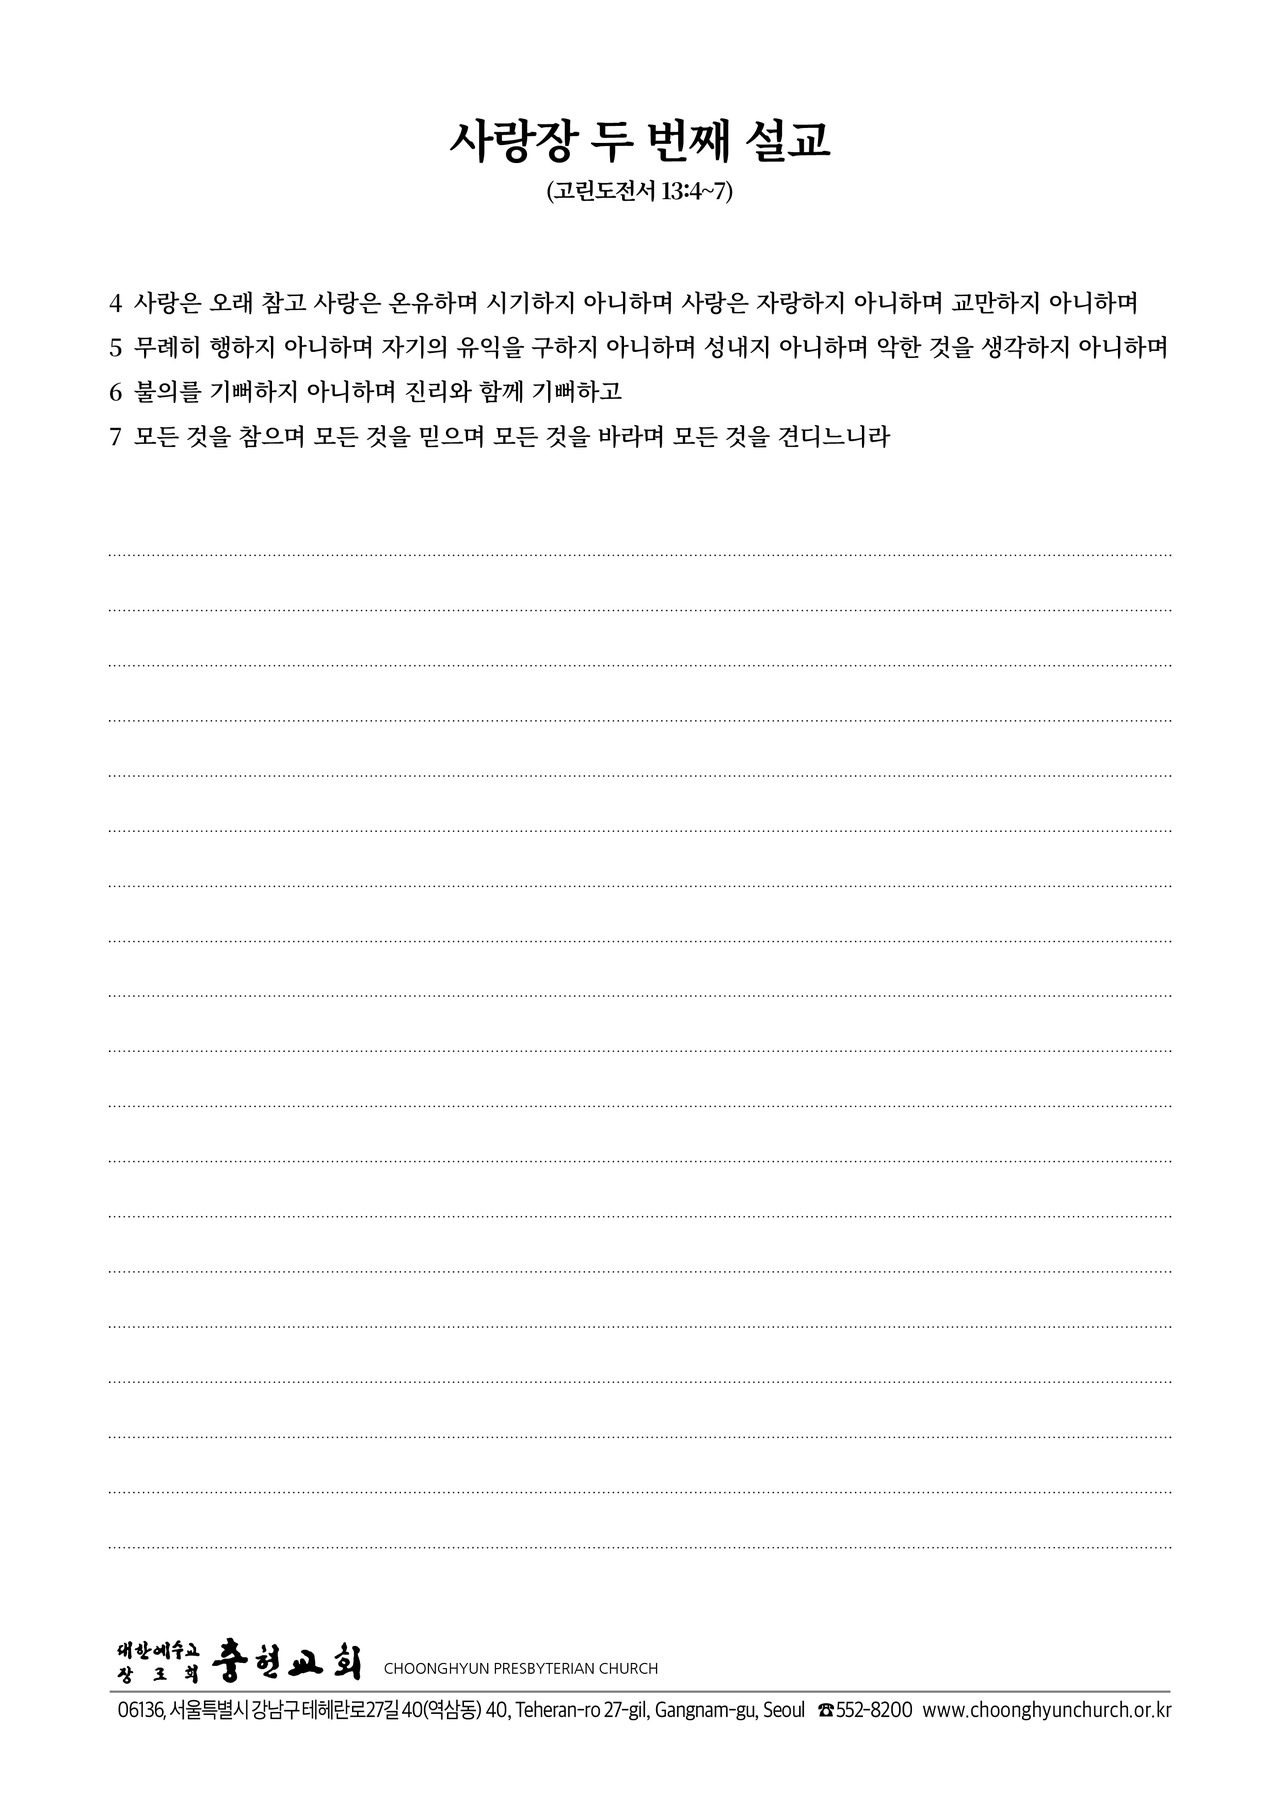 사랑장 두 번째 설교
(고린도전서 13:4~7)
4 사랑은 오래 참고 사랑은 온유하며 시기하지 아니하며 사랑은 자랑하지 아니하며 교만하지 아니하며
5 무례히 행하지 아니하며 자기의 유익을 구하지 아니하며 성내지 아니하며 악한 것을 생각하지 아니하며
6 불의를 기뻐하지 아니하며 진리와 함께 기뻐하고
7 모든 것을 참으며 모든 것을 믿으며 모든 것을 바라며 모든 것을 견디느니라
대한예수교
장로회 충현교회 CHOONGHYUN PRESBYTERIAN CHURCH
06136, 서울특별시 강남구 테헤란로27길 40(역삼동) 40, Teheran-ro 27-gil, Gangnam-gu, Seoul ☎552-8200 www.choonghyunchurch.or.kr